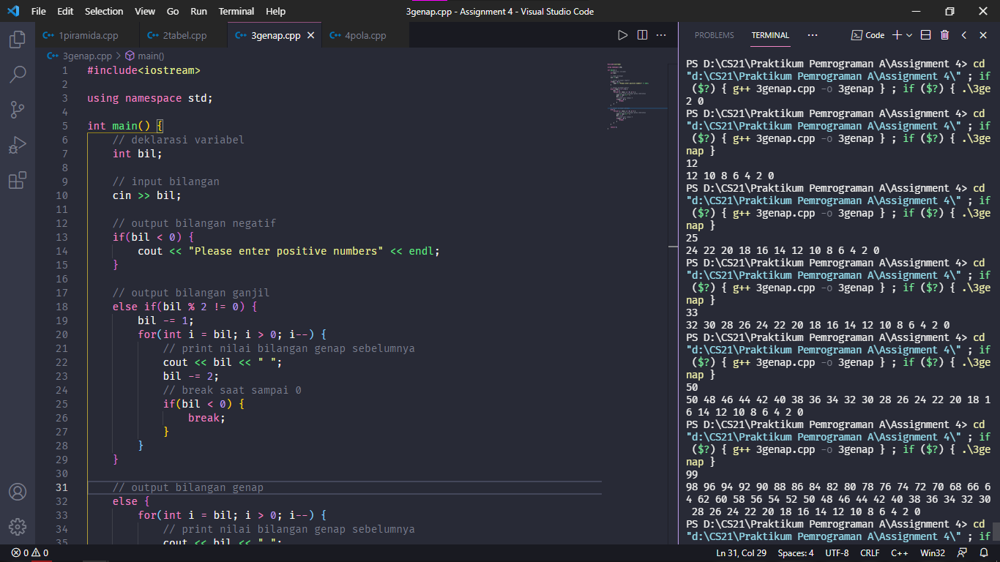 File Edit Selection View Go Run Terminal Help
3genap.cpp - Assignment 4 - Visual Studio Code
1piramida.cpp 2tabel.cpp 3genap.cpp 4pola.cpp
3genap.cpp > main()
1 #include<iostream>
2
3 using namespace std;
4
5 int main() {
6 // deklarasi variabel
7 int bil;
8
9 // input bilangan
10 cin >> bil;
11
12 // output bilangan negatif
13 if(bil < 0) {
14 cout << "Please enter positive numbers" << endl;
15 }
16
17 // output bilangan ganjil
18 else if(bil % 2 != 0) {
19 bil -= 1;
20 for(int i = bil; i > 0; i--) {
21 // print nilai bilangan genap sebelumnya
22 cout << bil << " ";
23 bil -= 2;
24 // break saat sampai 0
25 if(bil < 0) {
26 break;
27 }
28 }
29 }
30
31 // output bilangan genap
32 else {
33 for(int i = bil; i > 0; i--) {
34 // print nilai bilangan genap sebelumnya
35 cout << bil << " ";
PROBLEMS TERMINAL ... Code
PS D:\CS21\Praktikum Pemrograman A\Assignment 4> cd
"d:\CS21\Praktikum Pemrograman A\Assignment 4\" ; if
($?) { g++ 3genap.cpp -o 3genap } ; if ($?) { .\3ge
2 0
PS D:\CS21\Praktikum Pemrograman A\Assignment 4> cd
"d:\CS21\Praktikum Pemrograman A\Assignment 4\" ; if
($?) { g++ 3genap.cpp -o 3genap } ; if ($?) { .\3ge
nap }
12
12 10 8 6 4 2 0
PS D:\CS21\Praktikum Pemrograman A\Assignment 4> cd
"d:\CS21\Praktikum Pemrograman A\Assignment 4\" ; if
($?) { g++ 3genap.cpp -o 3genap } ; if ($?) { .\3ge
nap }
25
24 22 20 18 16 14 12 10 8 6 4 2 0
PS D:\CS21\Praktikum Pemrograman A\Assignment 4> cd
"d:\CS21\Praktikum Pemrograman A\Assignment 4\" ; if
($?) { g++ 3genap.cpp -o 3genap } ; if ($?) { .\3ge
nap }
33
32 30 28 26 24 22 20 18 16 14 12 10 8 6 4 2 0
PS D:\CS21\Praktikum Pemrograman A\Assignment 4> cd
"d:\CS21\Praktikum Pemrograman A\Assignment 4\" ; if
($?) { g++ 3genap.cpp -o 3genap } ; if ($?) { .\3ge
nap }
50
50 48 46 44 42 40 38 36 34 32 30 28 26 24 22 20 18 1
6 14 12 10 8 6 4 2 0
PS D:\CS21\Praktikum Pemrograman A\Assignment 4> cd
"d:\CS21\Praktikum Pemrograman A\Assignment 4\" ; if
($?) { g++ 3genap.cpp -o 3genap } ; if ($?) { .\3ge
nap }
99
98 96 94 92 90 88 86 84 82 80 78 76 74 72 70 68 66 6
4 62 60 58 56 54 52 50 48 46 44 42 40 38 36 34 32 30
28 26 24 22 20 18 16 14 12 10 8 6 4 2 0
PS D:\CS21\Praktikum Pemrograman A\Assignment 4> cd
"d:\CS21\Praktikum Pemrograman A\Assignment 4\" ; if
0 0 Ln 31, Col 29 Spaces: 4 UTF-8 CRLF C++ Win32